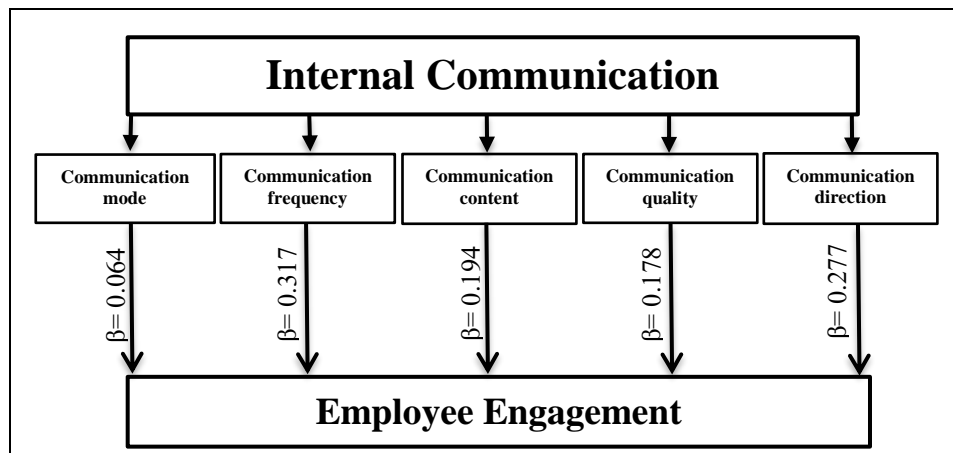 Internal Communication
Communication
mode
Communication
frequency
Communication
content
Communication
quality
Communication
direction
β= 0.064
β= 0.317
β= 0.194
β= 0.178
β= 0.277
Employee Engagement